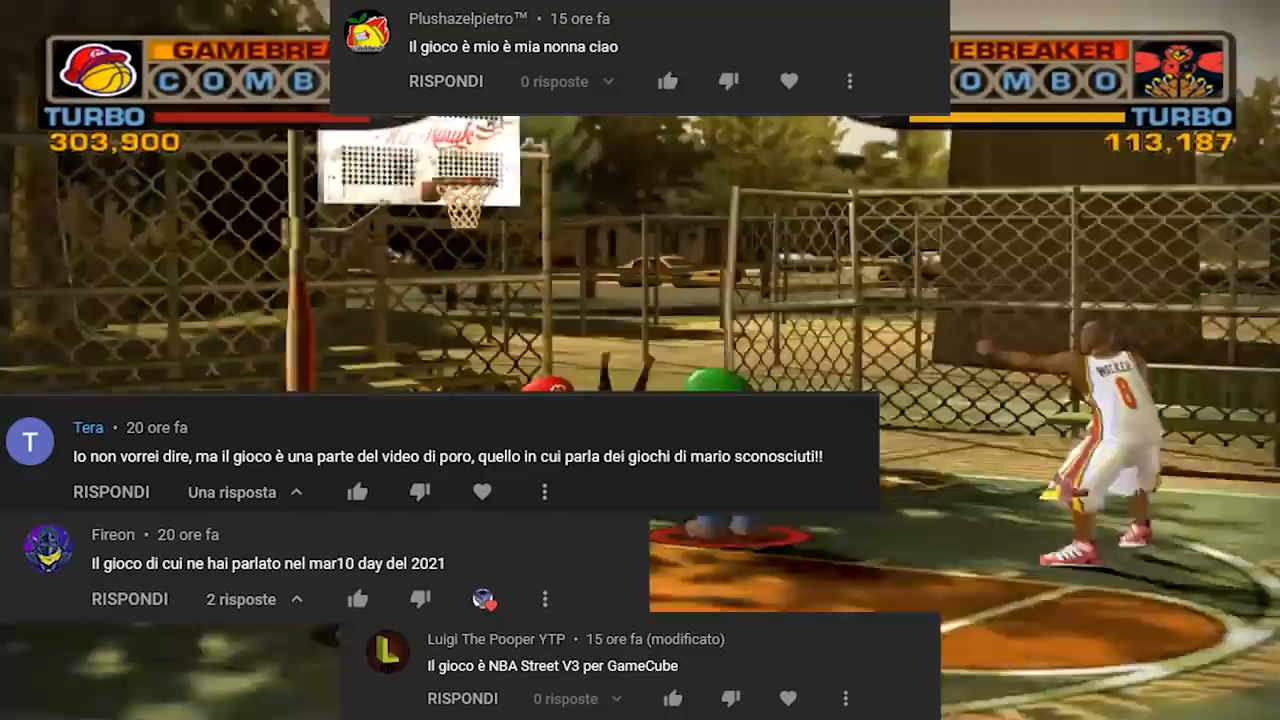 Plushazelpietro™ • 15 ore fa
Il gioco è mio è mia nonna ciao
RISPONDI 0 risposte
GAMEBRE
EBREAKER
C O M B
O M B O
TURBO
TURBO
303,900
113,187
8
T
Tera • 20 ore fa
Io non vorrei dire, ma il gioco è una parte del video di poro, quello in cui parla dei giochi di mario sconosciuti!!
RISPONDI Una risposta
Fireon • 20 ore fa
Il gioco di cui ne hai parlato nel mar10 day del 2021
RISPONDI 2 risposte
L
Luigi The Pooper YTP • 15 ore fa (modificato)
Il gioco è NBA Street V3 per GameCube
RISPONDI 0 risposte